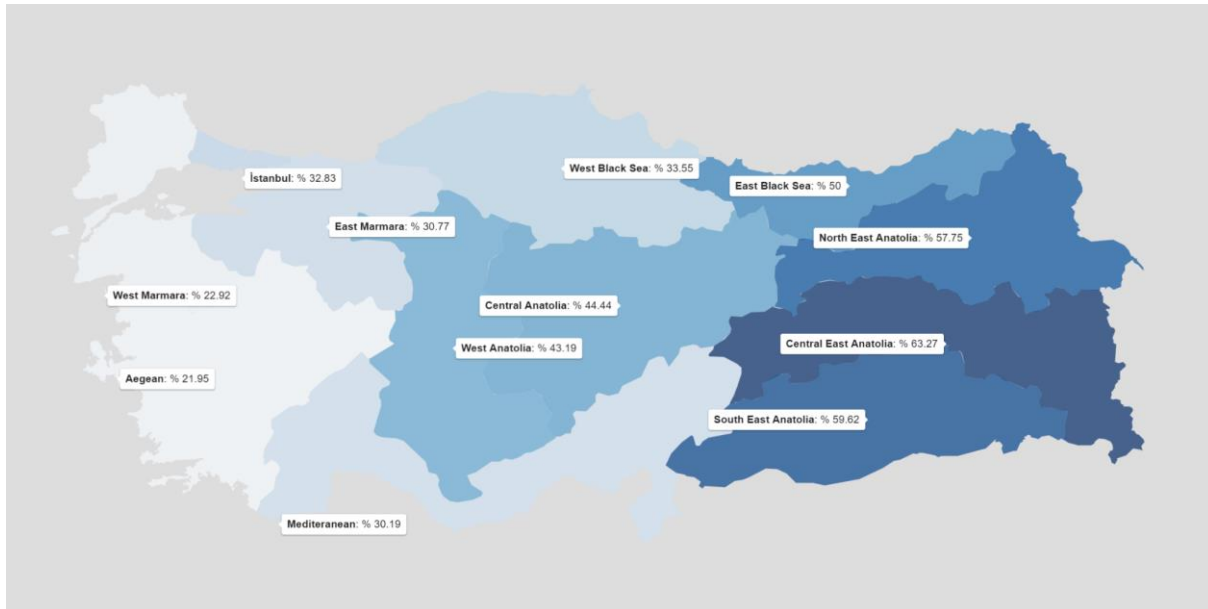 West Black Sea: % 33.55
İstanbul: % 32.83
East Black Sea: % 50
East Marmara: % 30.77
North East Anatolia: % 57.75
West Marmara: % 22.92
Central Anatolia: % 44.44
Central East Anatolia: % 63.27
West Anatolia: % 43.19
Aegean: % 21.95
South East Anatolia: % 59.62
Mediteranean: % 30.19